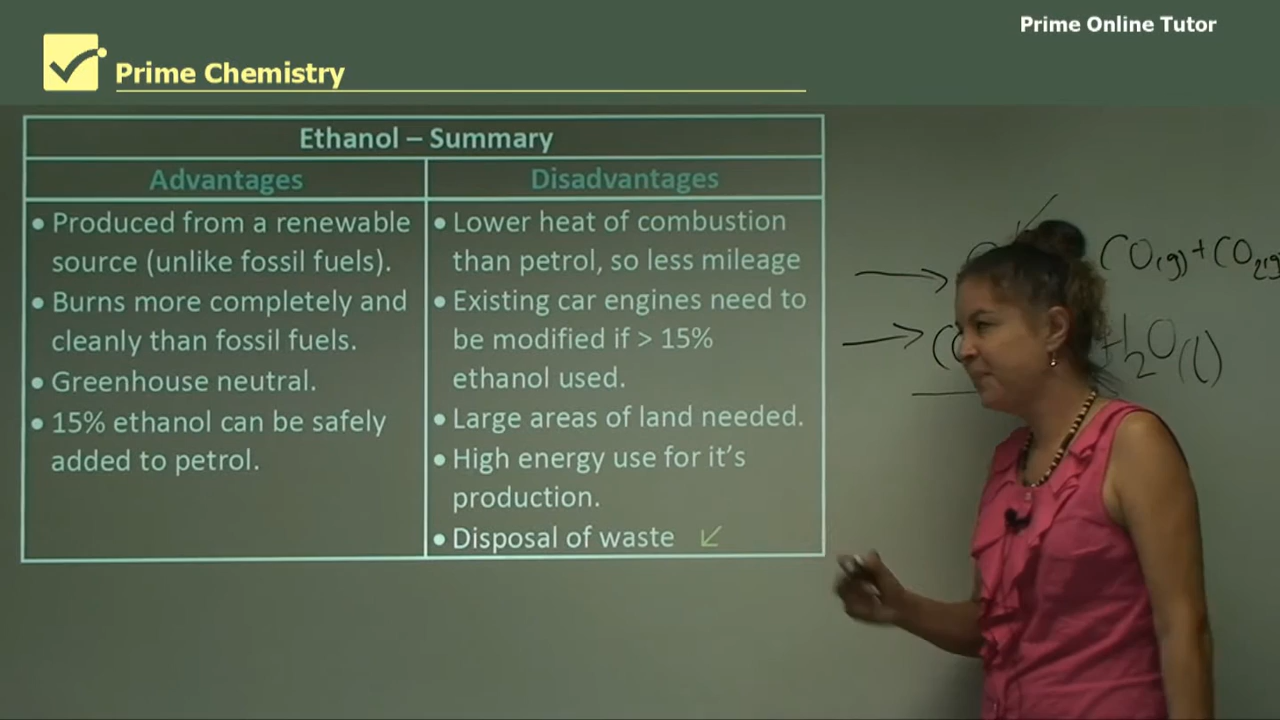 Prime Online Tutor
Prime Chemistry
Ethanol – Summary
Advantages
• Produced from a renewable
source (unlike fossil fuels).
• Burns more completely and
cleanly than fossil fuels.
• Greenhouse neutral.
• 15% ethanol can be safely
added to petrol.
Disadvantages
• Lower heat of combustion
than petrol, so less mileage
• Existing car engines need to
be modified if > 15%
ethanol used.
• Large areas of land needed.
• High energy use for it’s
production.
• Disposal of waste
CO(g) + CO2(g
H2O(l)